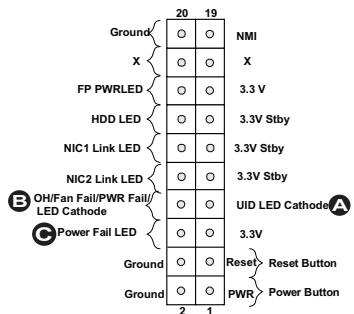 20 19
Ground NMI
X X
FP PWRLED 3.3 V
HDD LED 3.3V Stby
NIC1 Link LED 3.3V Stby
NIC2 Link LED 3.3V Stby
B OH/Fan Fail/PWR Fail/
LED Cathode UID LED Cathode A
C Power Fail LED 3.3V
Ground Reset Reset Button
Ground PWR Power Button
2 1